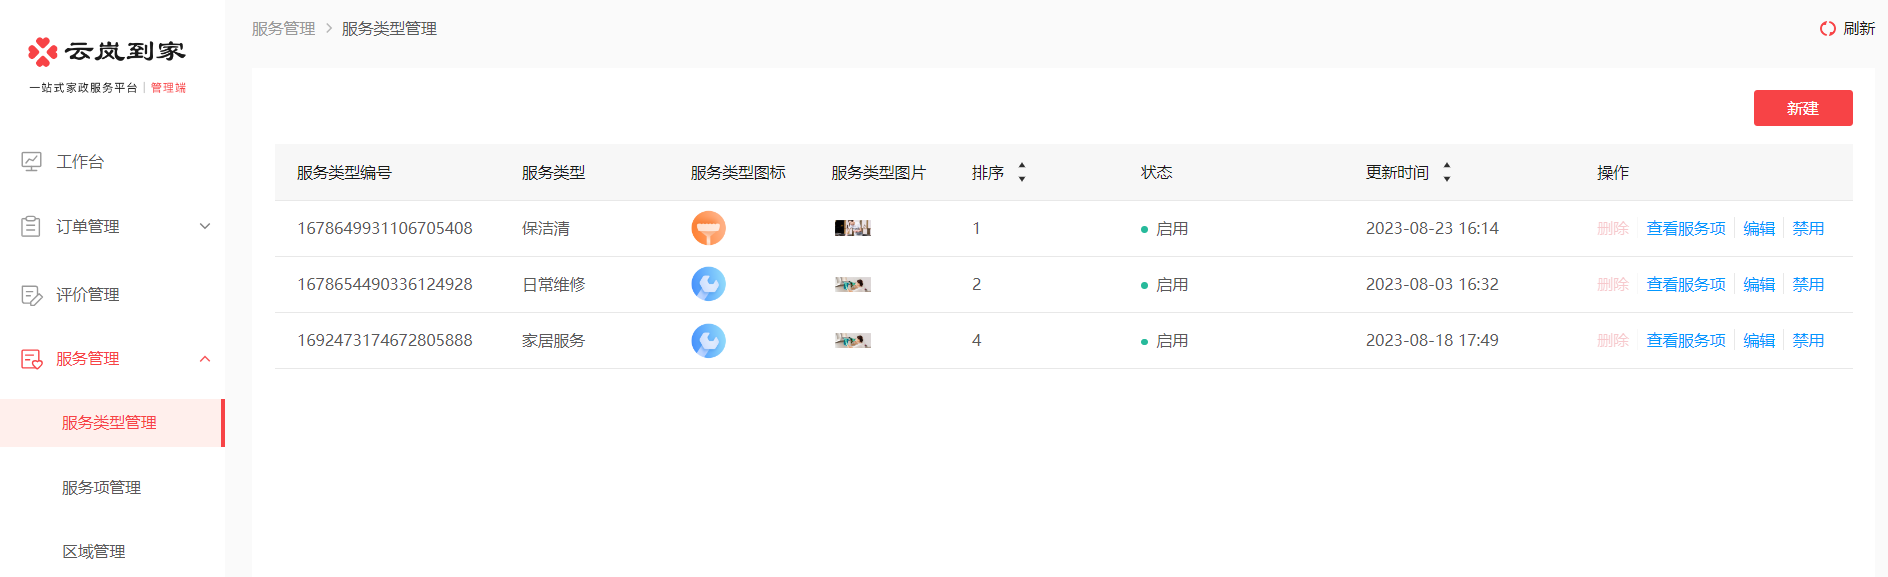 云岚到家
一站式家政服务平台 | 管理端
工作台
订单管理
评价管理
服务管理
服务类型管理
服务项管理
区域管理
服务管理 > 服务类型管理
刷新
新建
服务类型编号 服务类型 服务类型图标 服务类型图片 排序 状态 更新时间 操作
1678649931106705408 保洁清 1 启用 2023-08-23 16:14 删除 查看服务项 编辑 禁用
1678654490336124928 日常维修 2 启用 2023-08-03 16:32 删除 查看服务项 编辑 禁用
1692473174672805888 家居服务 4 启用 2023-08-18 17:49 删除 查看服务项 编辑 禁用